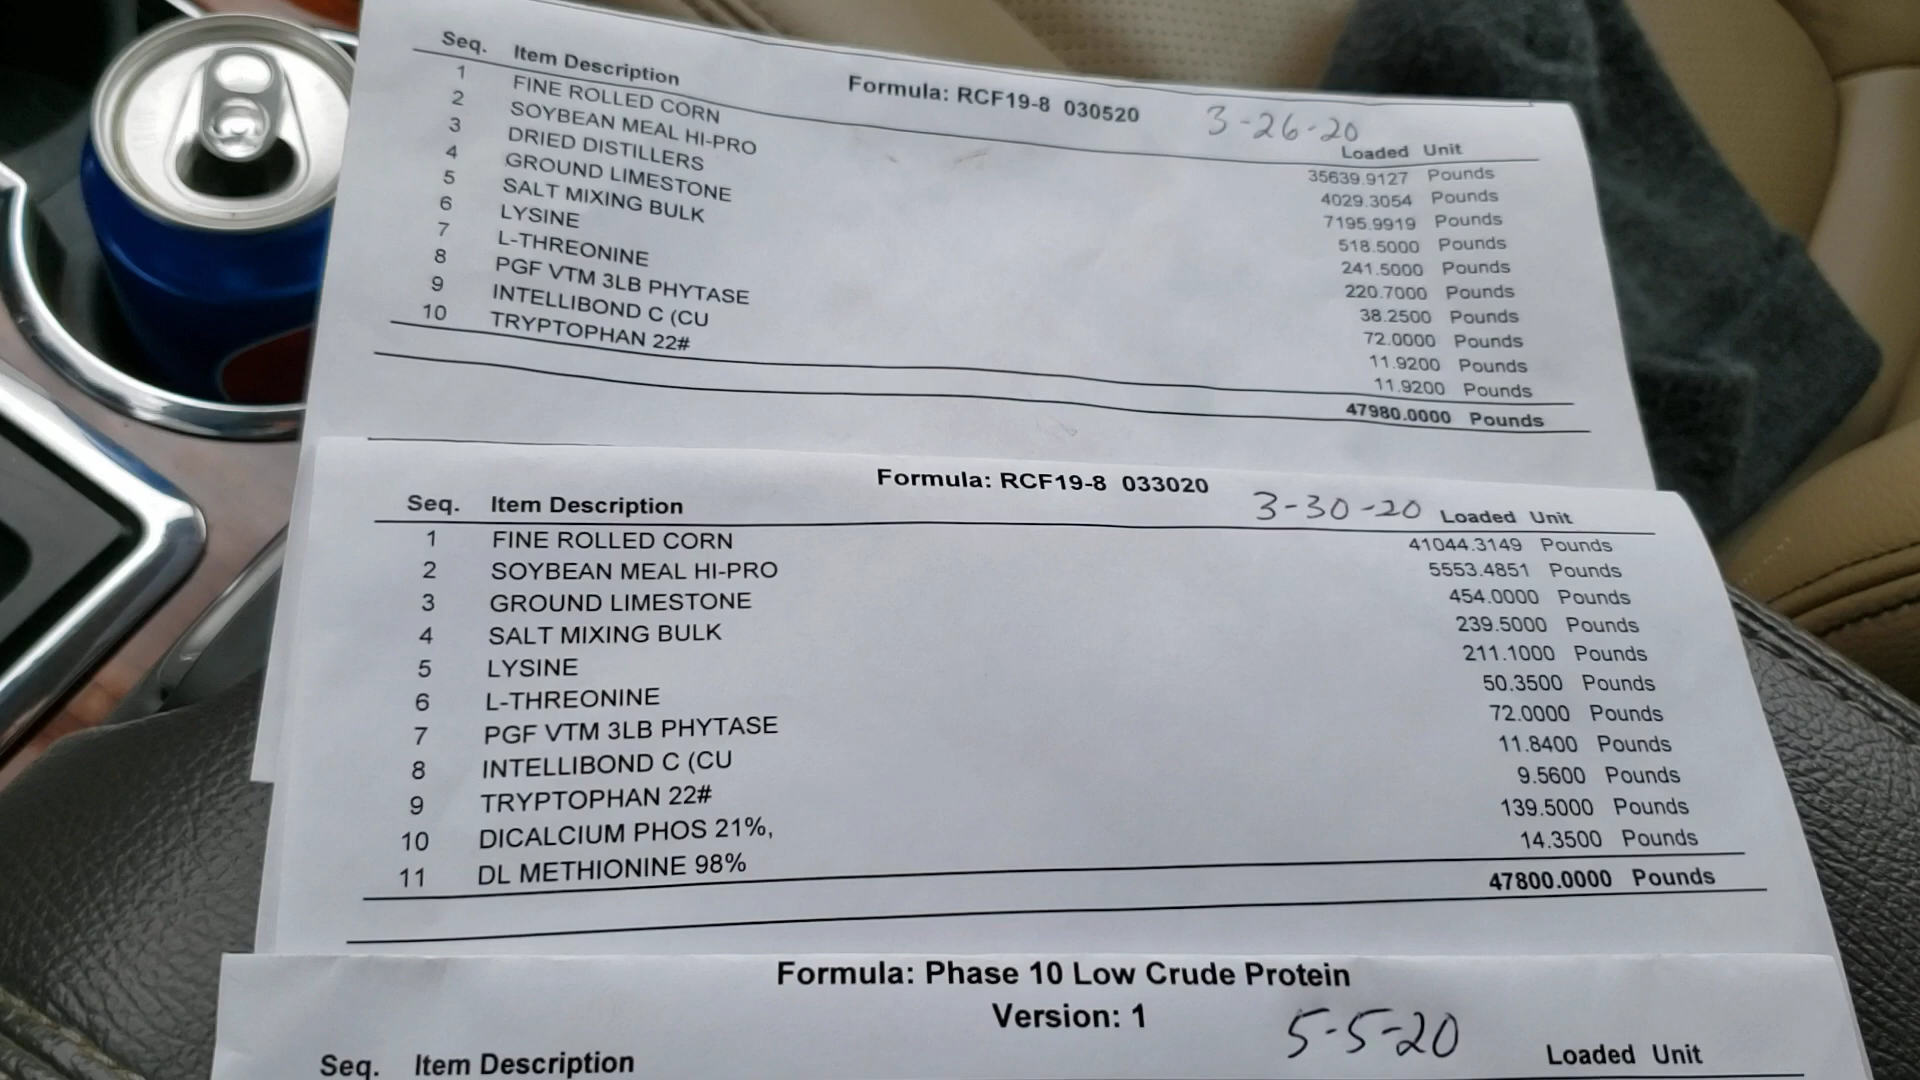 Formula: RCF19-8 030520 3-26-20
Seq. Item Description Loaded Unit
1 FINE ROLLED CORN 35639.9127 Pounds
2 SOYBEAN MEAL HI-PRO 4029.3054 Pounds
3 DRIED DISTILLERS 7195.9919 Pounds
4 GROUND LIMESTONE 518.5000 Pounds
5 SALT MIXING BULK 241.5000 Pounds
6 LYSINE 220.7000 Pounds
7 L-THREONINE 38.2500 Pounds
8 PGF VTM 3LB PHYTASE 72.0000 Pounds
9 INTELLIBOND C (CU 11.9200 Pounds
10 TRYPTOPHAN 22# 11.9200 Pounds
47980.0000 Pounds
Formula: RCF19-8 033020 3-30-20
Seq. Item Description Loaded Unit
1 FINE ROLLED CORN 41044.3149 Pounds
2 SOYBEAN MEAL HI-PRO 5553.4851 Pounds
3 GROUND LIMESTONE 454.0000 Pounds
4 SALT MIXING BULK 239.5000 Pounds
5 LYSINE 211.1000 Pounds
6 L-THREONINE 50.3500 Pounds
7 PGF VTM 3LB PHYTASE 72.0000 Pounds
8 INTELLIBOND C (CU 11.8400 Pounds
9 TRYPTOPHAN 22# 9.5600 Pounds
10 DICALCIUM PHOS 21%, 139.5000 Pounds
11 DL METHIONINE 98% 14.3500 Pounds
47800.0000 Pounds
Formula: Phase 10 Low Crude Protein
Version: 1 5-5-20
Seq. Item Description Loaded Unit